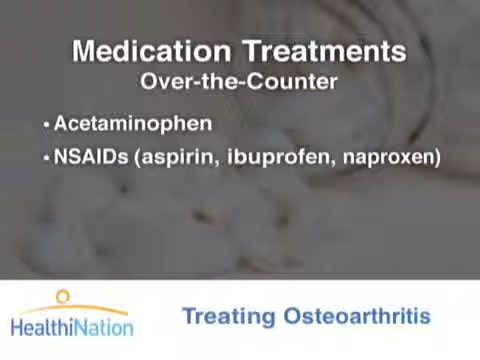 Medication Treatments
Over-the-Counter
• Acetaminophen
• NSAIDs (aspirin, ibuprofen, naproxen)
HealthiNation
Treating Osteoarthritis